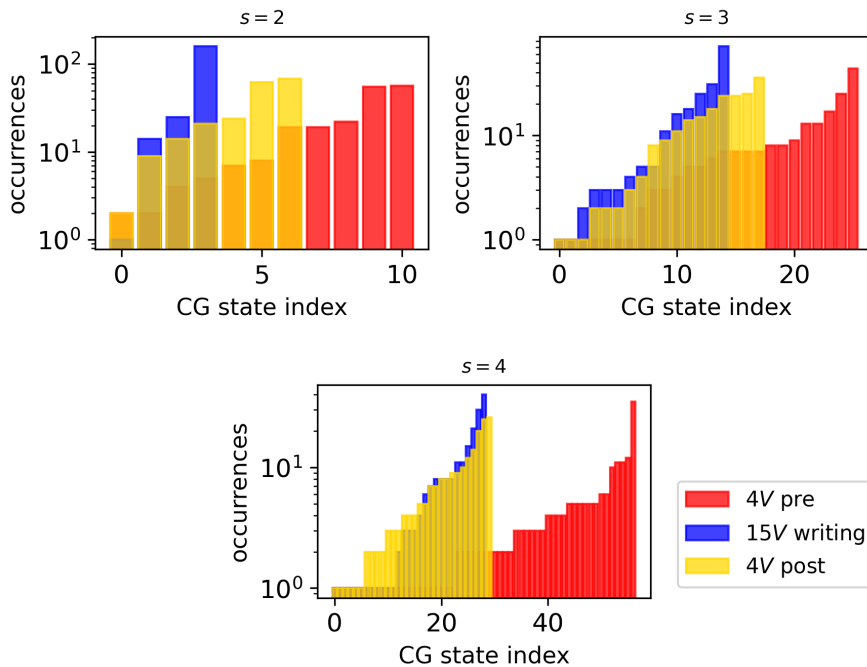 s = 2
s = 3
occurrences
10²
10¹
10⁰
0
5
10
CG state index
occurrences
10¹
10⁰
0
10
20
CG state index
s = 4
occurrences
10¹
10⁰
0
20
40
CG state index
4V pre
15V writing
4V post